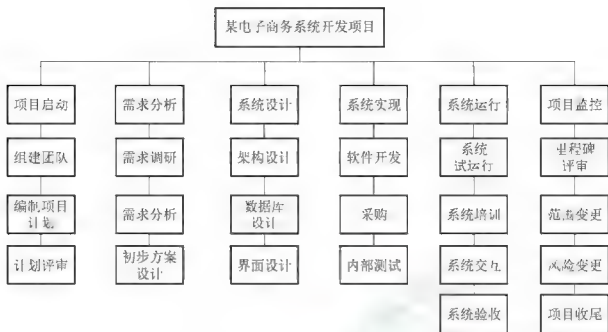 某电子商务系统开发项目
项目启动
需求分析
系统设计
系统实现
系统运行
项目监控
组建团队
需求调研
架构设计
软件开发
系统
试运行
里程碑
评审
编制项目
计划
需求分析
数据库
设计
采购
系统培训
范围变更
计划评审
初步方案
设计
界面设计
内部测试
系统交互
风险变更
系统验收
项目收尾